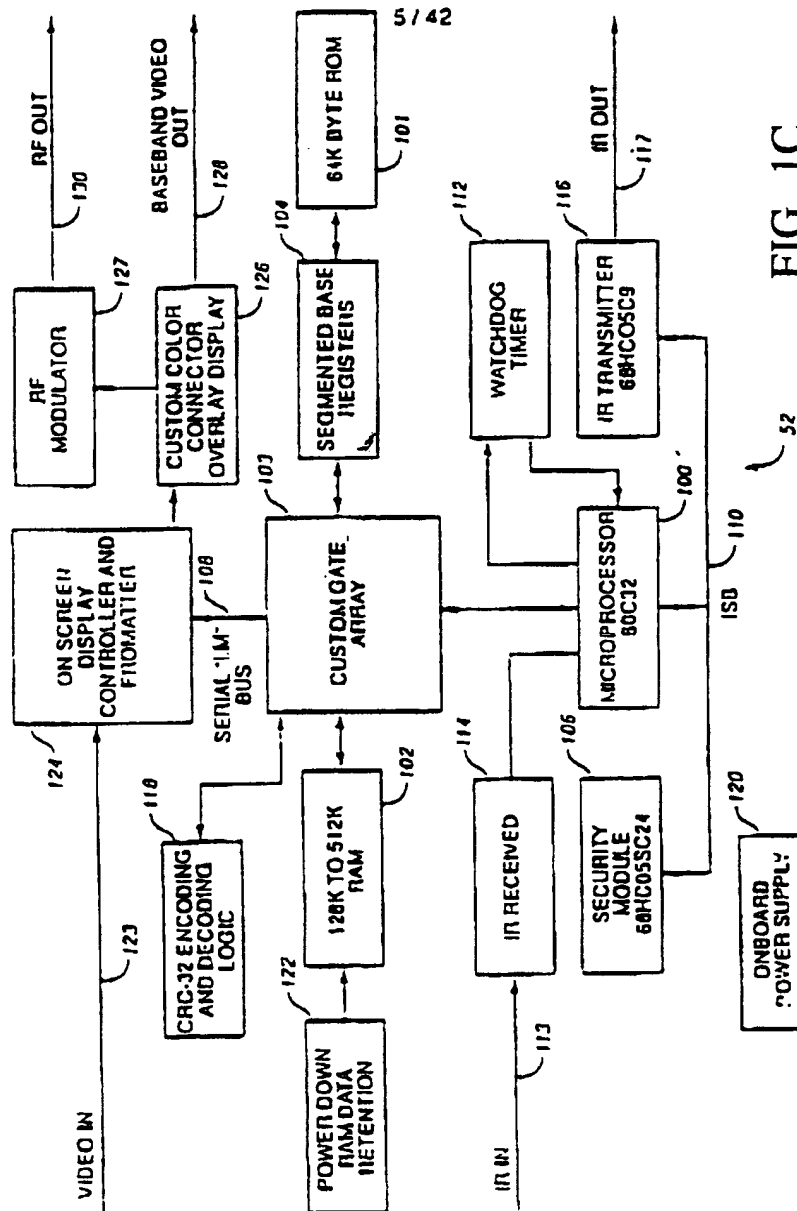 5/42
VIDEO IN
123
124
ON SCREEN
DISPLAY
CONTROLLER AND
FROMATTER
RF
MODULATOR
127
RF OUT
130
CUSTOM COLOR
CONNECTOR
OVERLAY DISPLAY
126
BASEBAND VIDEO
OUT
128
118
CRC-32 ENCODING
AND DECODING
LOGIC
SERIAL "I.M"
BUS
108
122
POWER DOWN
RAM DATA
RETENTION
128K TO 512K
RAM
102
CUSTOM GATE
ARRAY
103
SEGMENTED BASE
REGISTERS
104
64K BYTE ROM
101
IR IN
113
IR RECEIVED
114
MICROPROCESSOR
80C32
100'
WATCHDOG
TIMER
112
SECURITY
MODULE
68HC05SC24
106
IR TRANSMITTER
68HC05C9
116
IR OUT
117
ISB
110
ONBOARD
POWER SUPPLY
120
52
FIG. 1C